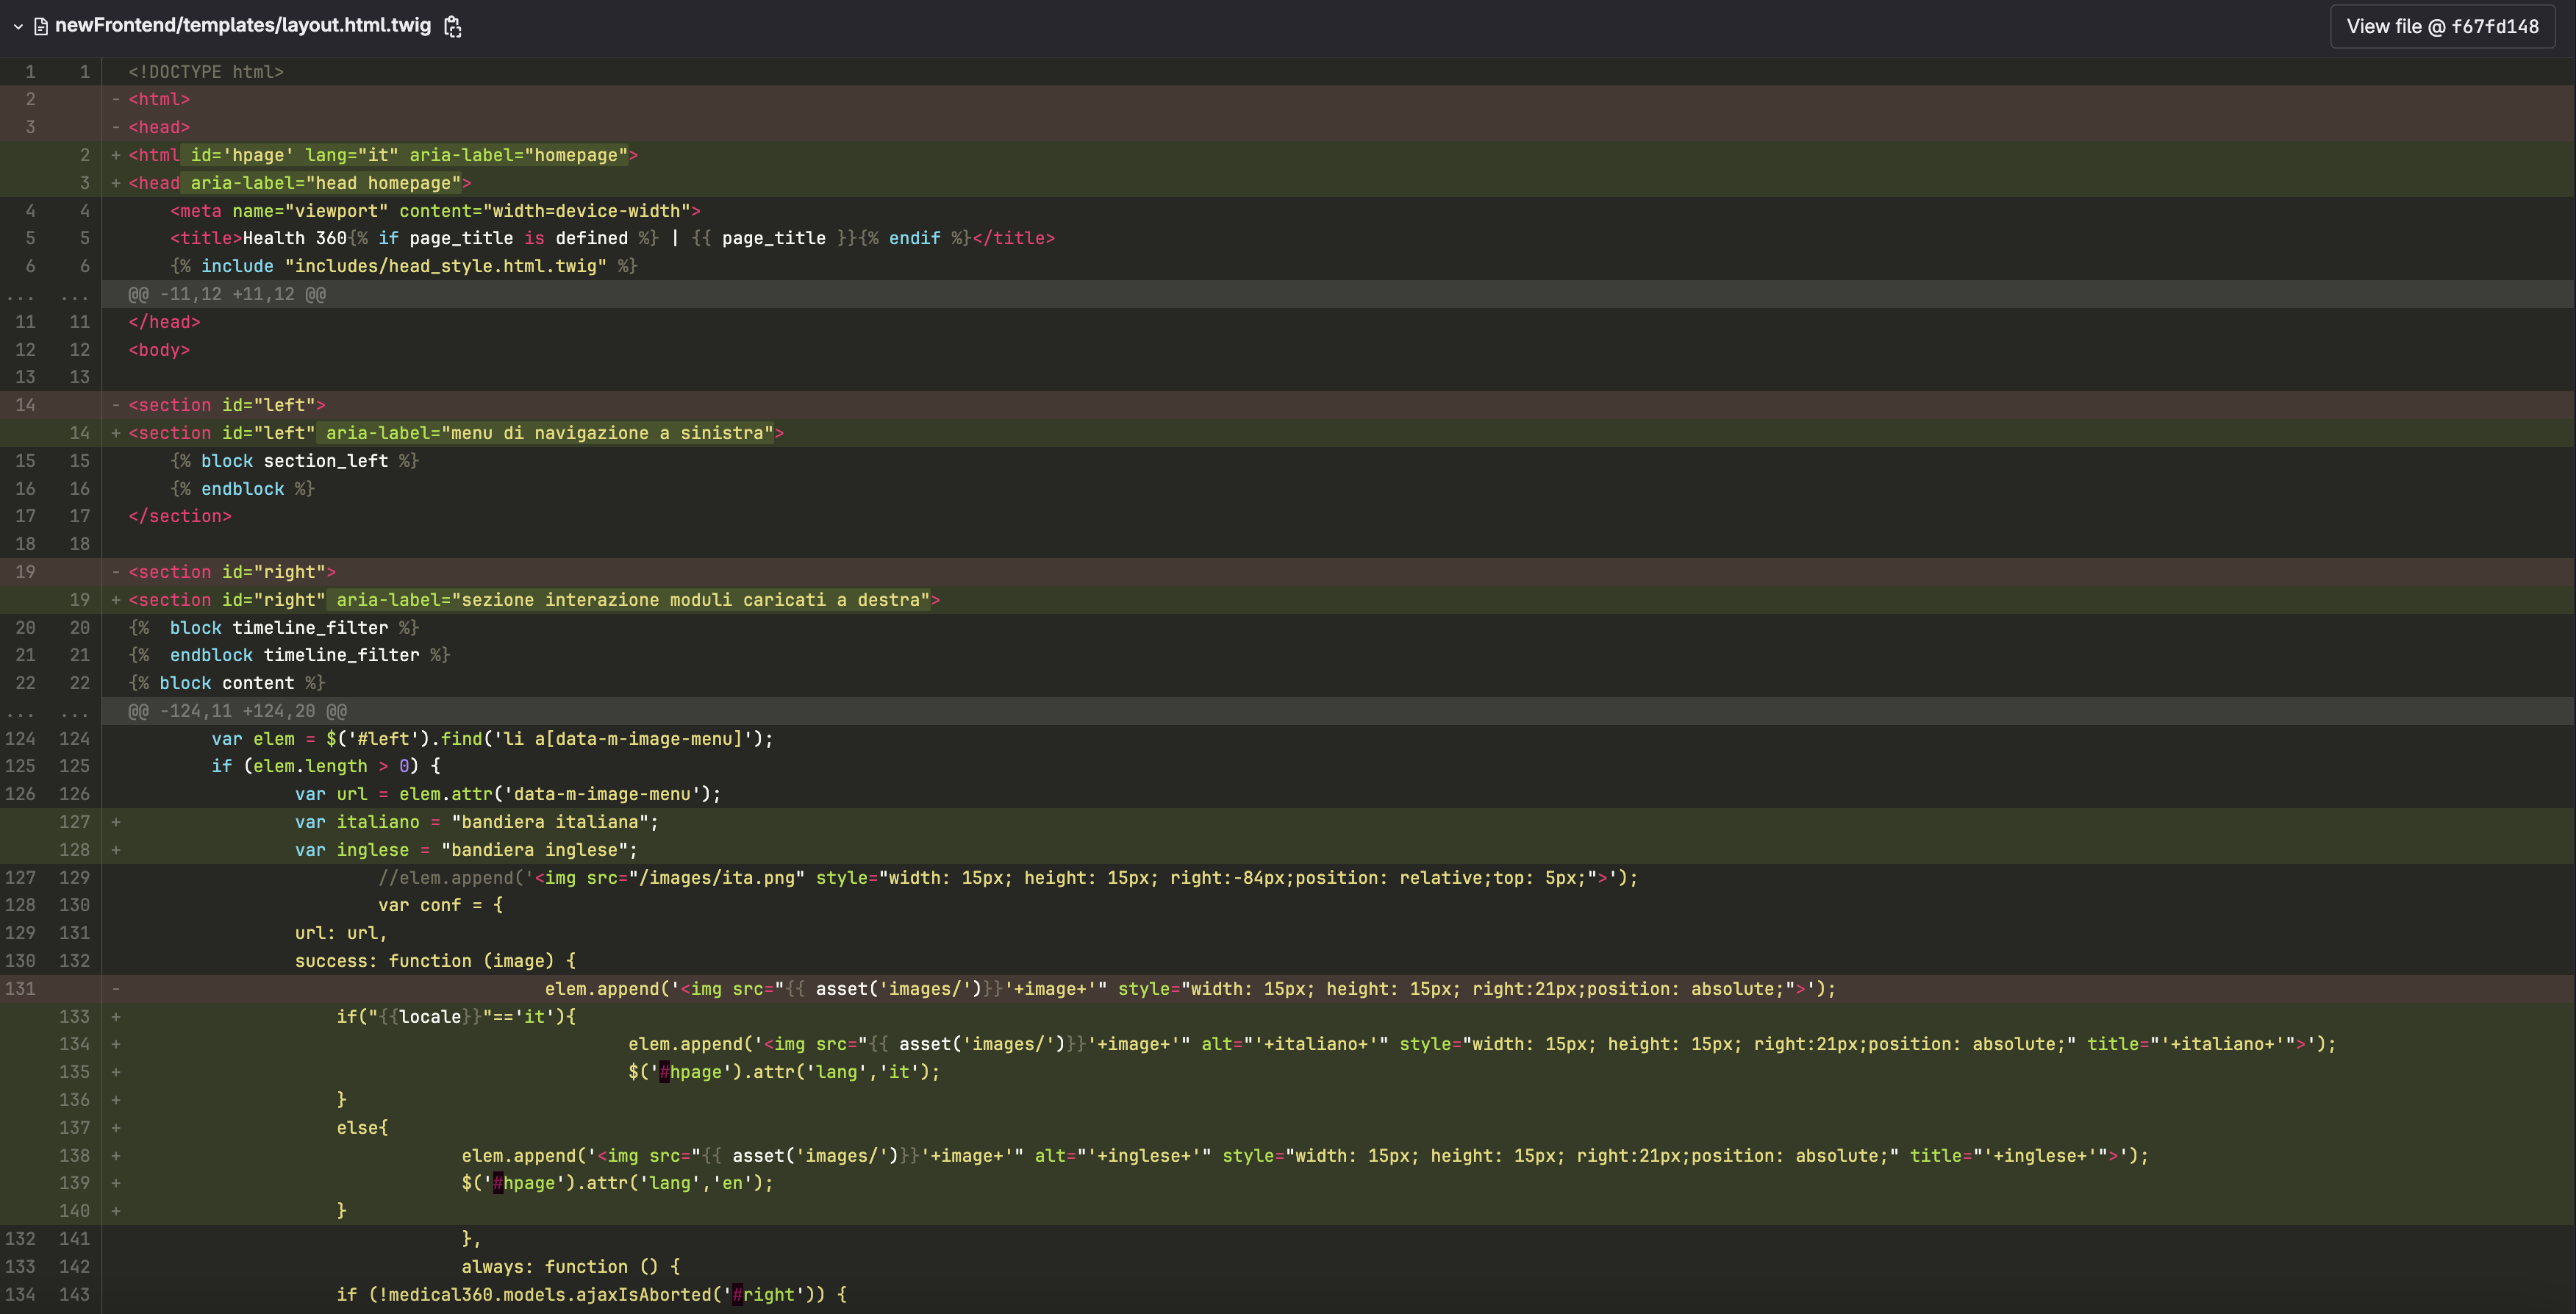 newFrontend/templates/layout.html.twig View file @ f67fd148
1 1 <!DOCTYPE html>
2 - <html>
3 - <head>
2 + <html id='hpage' lang="it" aria-label="homepage">
3 + <head aria-label="head homepage">
4 4 <meta name="viewport" content="width=device-width">
5 5 <title>Health 360{% if page_title is defined %} | {{ page_title }}{% endif %}</title>
6 6 {% include "includes/head_style.html.twig" %}
... ... @@ -11,12 +11,12 @@
11 11 </head>
12 12 <body>
13 13
14 - <section id="left">
14 + <section id="left" aria-label="menu di navigazione a sinistra">
15 15 {% block section_left %}
16 16 {% endblock %}
17 17 </section>
18 18
19 - <section id="right">
19 + <section id="right" aria-label="sezione interazione moduli caricati a destra">
20 20 {%  block timeline_filter %}
21 21 {%  endblock timeline_filter %}
22 22 {% block content %}
... ... @@ -124,11 +124,20 @@
124 124 var elem = $('#left').find('li a[data-m-image-menu]');
125 125 if (elem.length > 0) {
126 126 var url = elem.attr('data-m-image-menu');
127 + var italiano = "bandiera italiana";
128 + var inglese = "bandiera inglese";
127 129 //elem.append('<img src="/images/ita.png" style="width: 15px; height: 15px; right:-84px;position: relative;top: 5px;">');
128 130 var conf = {
129 131 url: url,
130 132 success: function (image) {
131 - elem.append('<img src="{{ asset('images/')}}'+image+'" style="width: 15px; height: 15px; right:21px;position: absolute;">');
133 + if("{{locale}}"=='it'){
134 + elem.append('<img src="{{ asset('images/')}}'+image+'" alt="'+italiano+'" style="width: 15px; height: 15px; right:21px;position: absolute;" title="'+italiano+'">');
135 + $('#hpage').attr('lang','it');
136 + }
137 + else{
138 + elem.append('<img src="{{ asset('images/')}}'+image+'" alt="'+inglese+'" style="width: 15px; height: 15px; right:21px;position: absolute;" title="'+inglese+'">');
139 + $('#hpage').attr('lang','en');
140 + }
132 141 },
133 142 always: function () {
134 143 if (!medical360.models.ajaxIsAborted('#right')) {